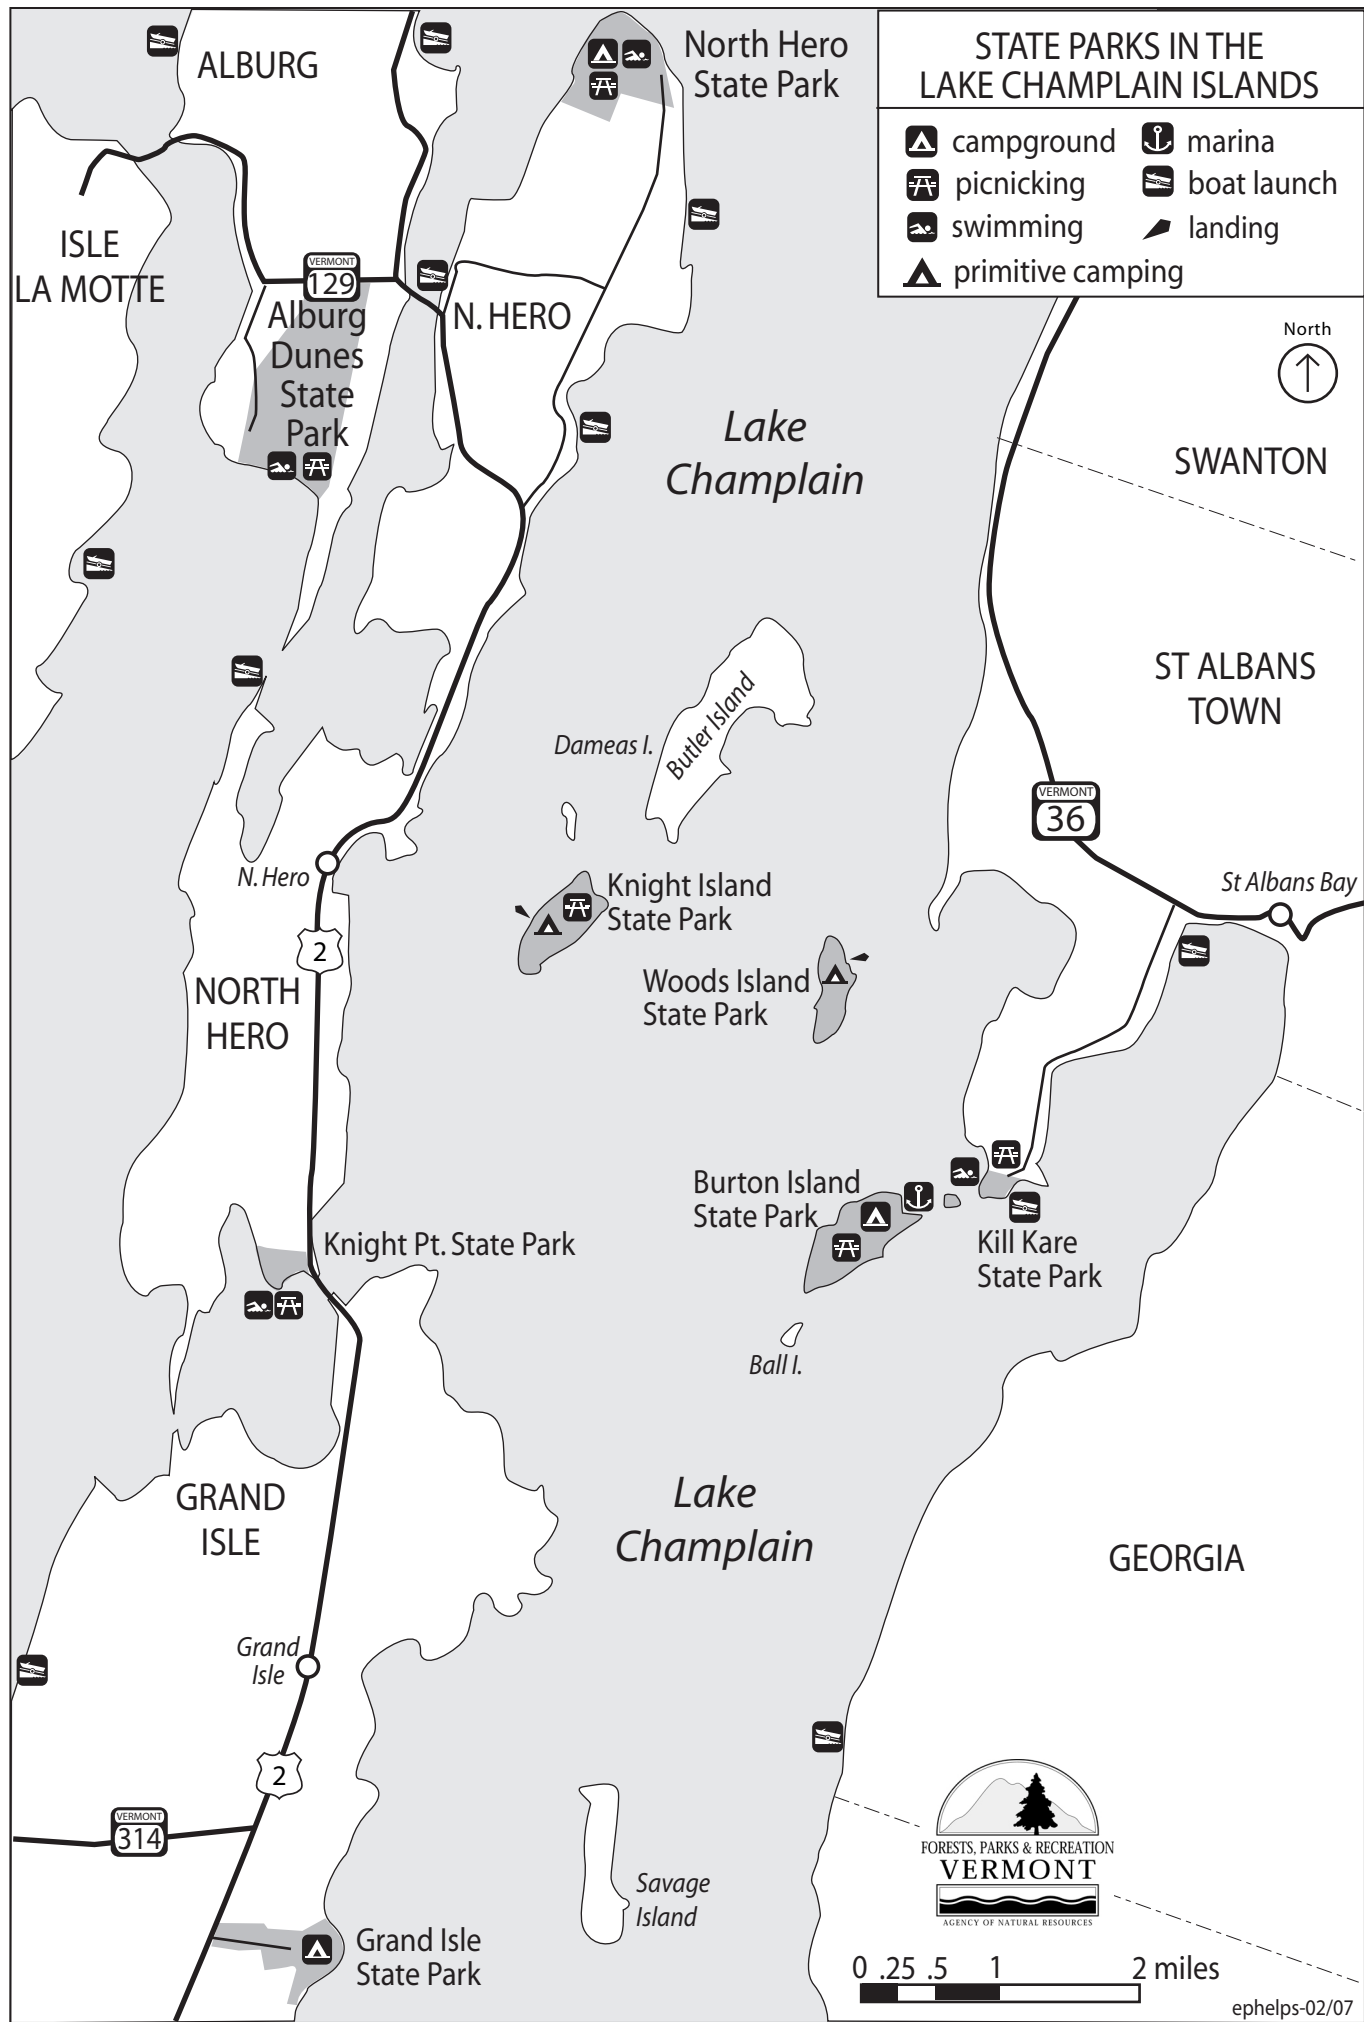 STATE PARKS IN THE
LAKE CHAMPLAIN ISLANDS
campground
marina
picnicking
boat launch
swimming
landing
primitive camping
North
ALBURG
North Hero
State Park
ISLE
LA MOTTE
VERMONT
129
Alburg
Dunes
State
Park
N. HERO
Lake
Champlain
SWANTON
ST ALBANS
TOWN
Butler Island
Dameas I.
VERMONT
36
N. Hero
St Albans Bay
Knight Island
State Park
2
Woods Island
State Park
NORTH
HERO
Burton Island
State Park
Knight Pt. State Park
Kill Kare
State Park
Ball I.
GRAND
ISLE
Lake
Champlain
GEORGIA
Grand
Isle
2
VERMONT
314
Savage
Island
Grand Isle
State Park
FORESTS, PARKS & RECREATION
VERMONT
AGENCY OF NATURAL RESOURCES
0 .25 .5 1 2 miles
ephelps-02/07